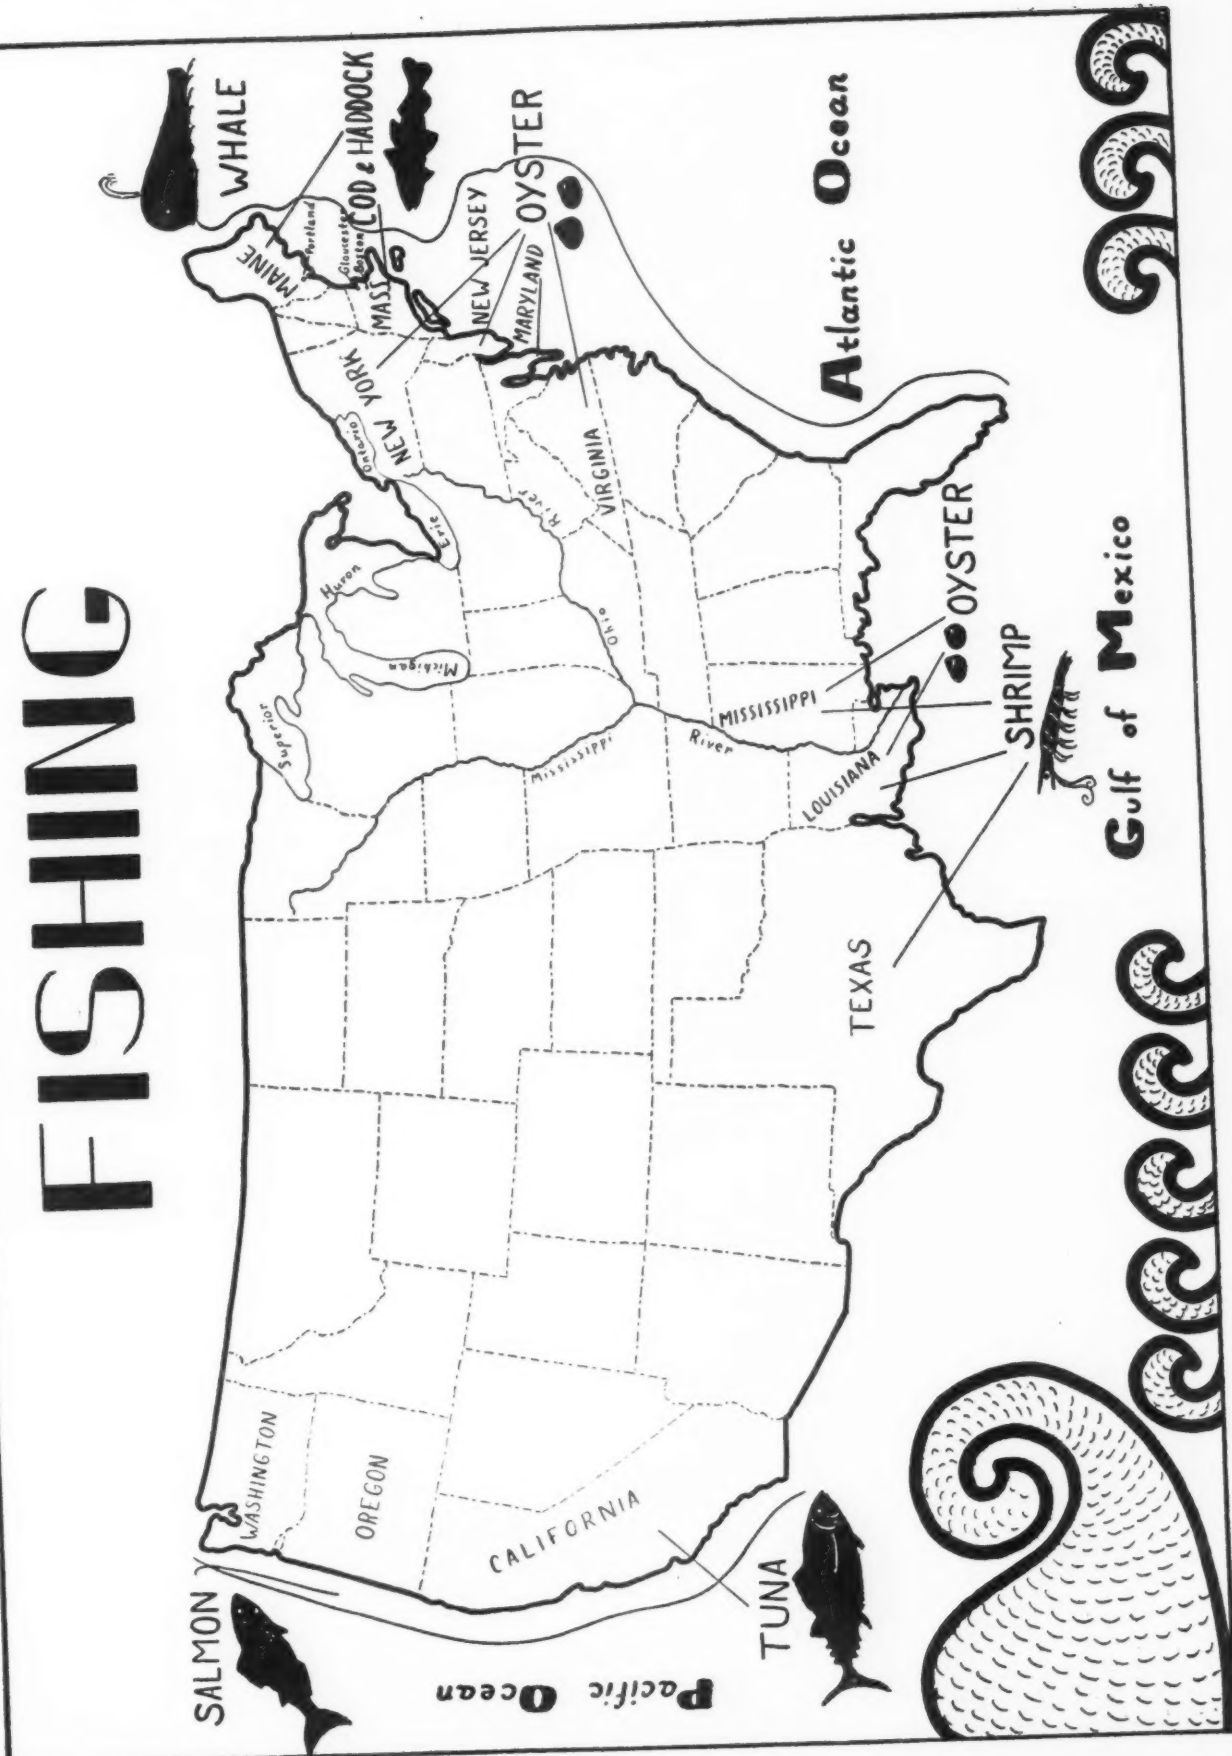 FISHING
WHALE
COD & HADDOCK
MAINE
Portland
Gloucester
Boston
MASS
NEW YORK
NEW JERSEY
MARYLAND
OYSTER
VIRGINIA
Ontario
Erie
Huron
Michigan
Superior
Ohio
River
Mississippi
River
MISSISSIPPI
LOUISIANA
TEXAS
OYSTER
SHRIMP
WASHINGTON
OREGON
CALIFORNIA
SALMON
TUNA
Pacific Ocean
Gulf of Mexico
Atlantic Ocean